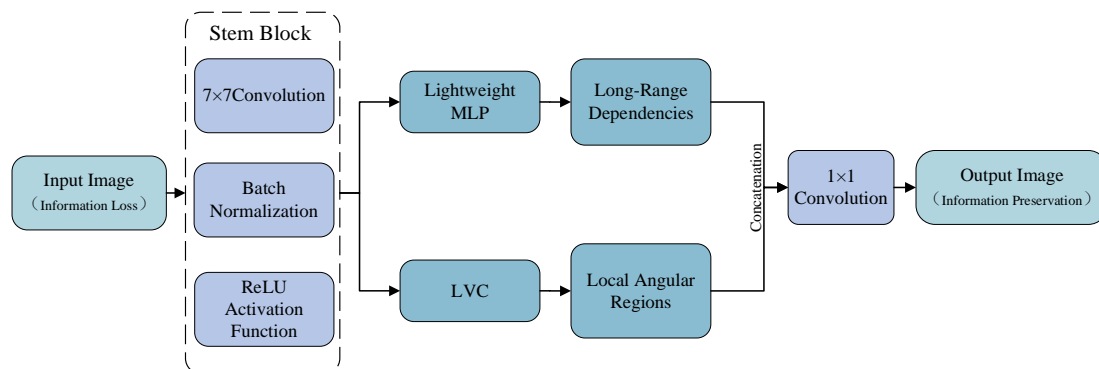 Stem Block
7×7Convolution
Batch
Normalization
ReLU
Activation
Function
Input Image
（Information Loss）
Lightweight
MLP
Long-Range
Dependencies
LVC
Local Angular
Regions
Concatenation
1×1
Convolution
Output Image
（Information Preservation）